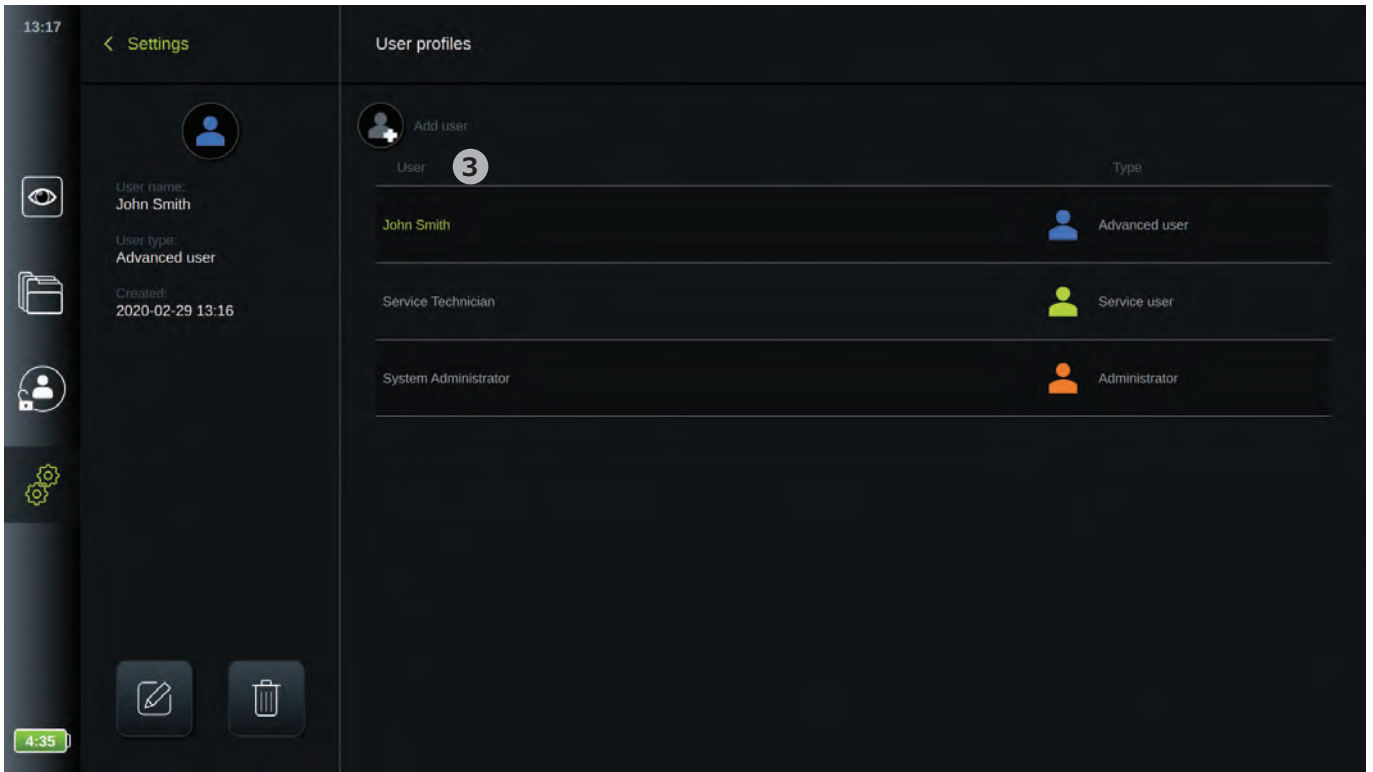 13:17
Settings
User profiles
Add user
User 3 Type
User name:
John Smith
User type:
Advanced user
Created:
2020-02-29 13:16
John Smith Advanced user
Service Technician Service user
System Administrator Administrator
4:35